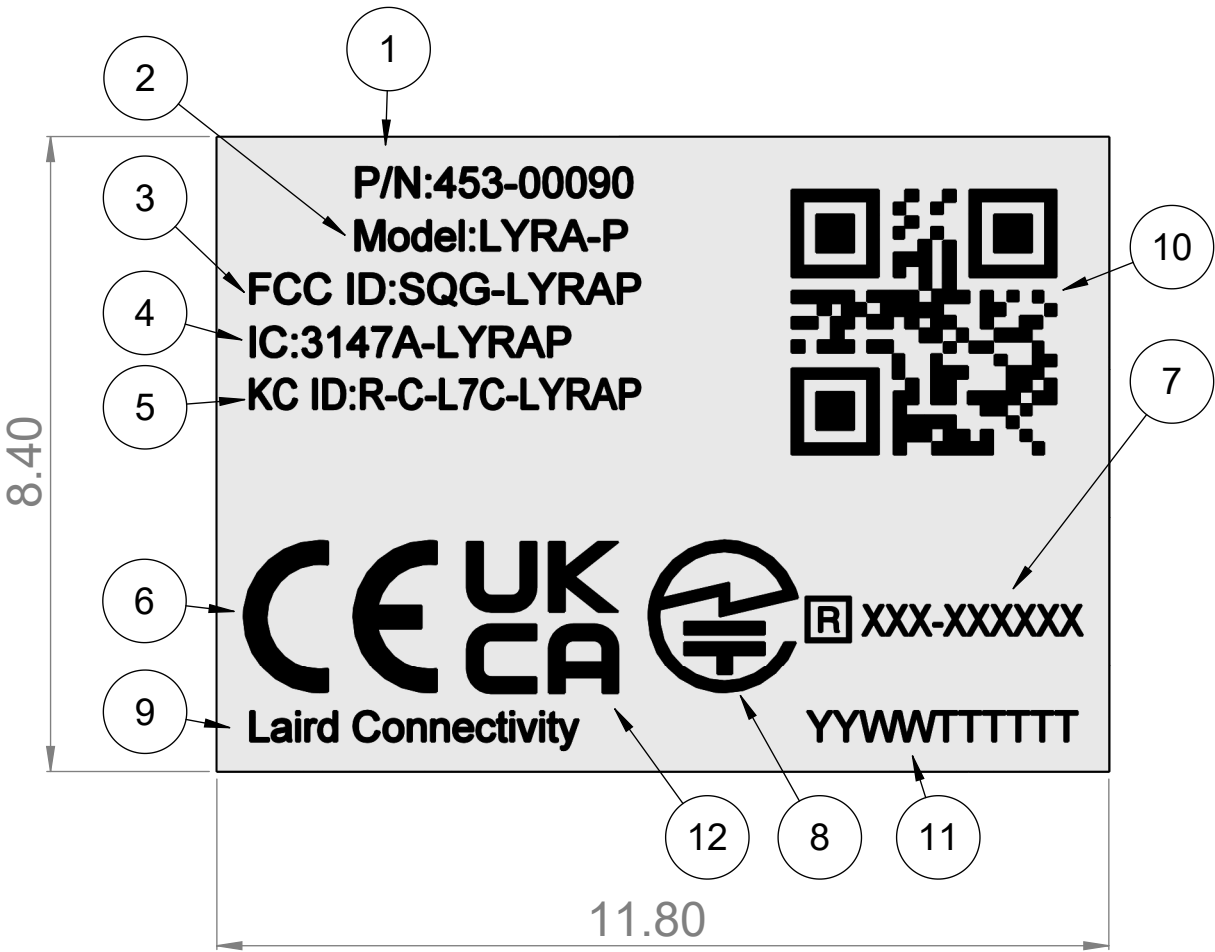 1
2
P/N:453-00090
3
Model:LYRA-P
10
FCC ID:SQG-LYRAP
4
IC:3147A-LYRAP
7
5
KC ID:R-C-L7C-LYRAP
8.40
6
CE
UK
CA
R XXX-XXXXXX
9
Laird Connectivity
YYWWTTTTTT
12
8
11
11.80